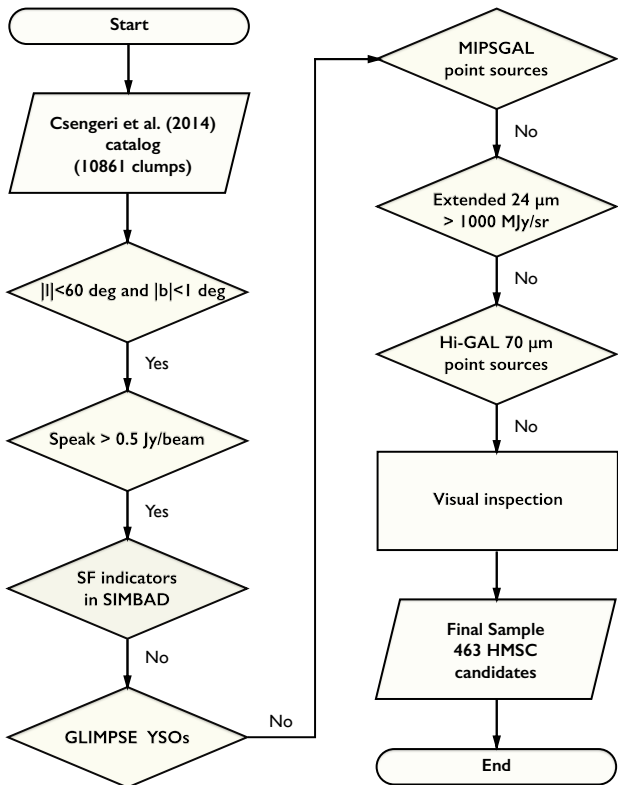 Start
Csengeri et al. (2014)
catalog
(10861 clumps)
|l|<60 deg and |b|<1 deg
Yes
Speak > 0.5 Jy/beam
Yes
SF indicators
in SIMBAD
No
GLIMPSE YSOs
No
MIPSGAL
point sources
No
Extended 24 μm
> 1000 MJy/sr
No
Hi-GAL 70 μm
point sources
No
Visual inspection
Final Sample
463 HMSC
candidates
End